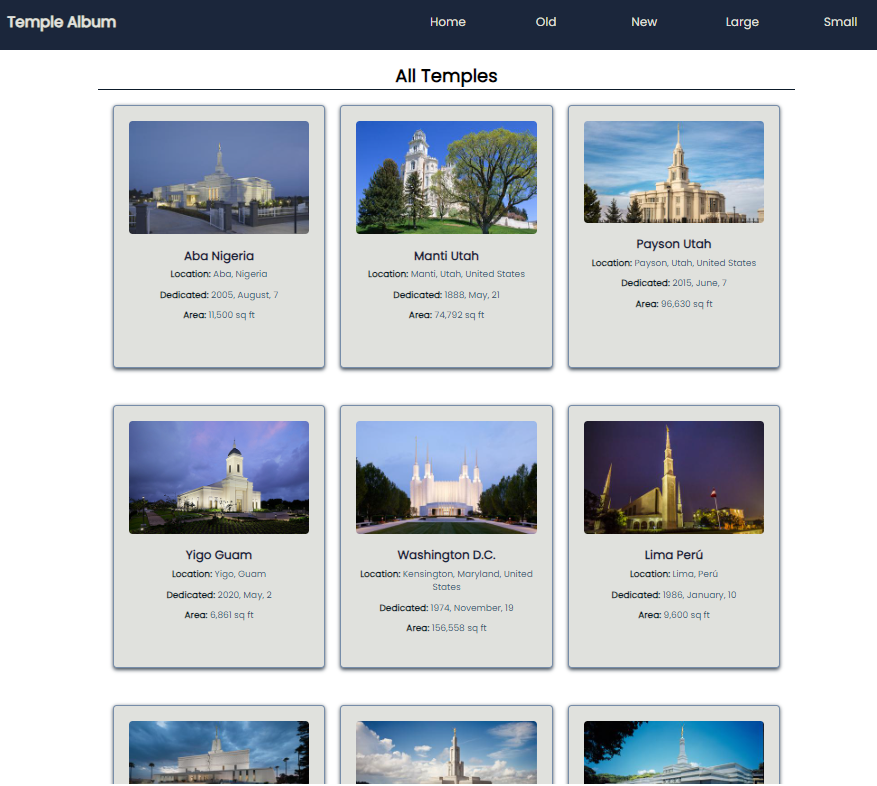 Temple Album
Home
Old
New
Large
Small
All Temples
Aba Nigeria
Location: Aba, Nigeria
Dedicated: 2005, August, 7
Area: 11,500 sq ft
Manti Utah
Location: Manti, Utah, United States
Dedicated: 1888, May, 21
Area: 74,792 sq ft
Payson Utah
Location: Payson, Utah, United States
Dedicated: 2015, June, 7
Area: 96,630 sq ft
Yigo Guam
Location: Yigo, Guam
Dedicated: 2020, May, 2
Area: 6,861 sq ft
Washington D.C.
Location: Kensington, Maryland, United
States
Dedicated: 1974, November, 19
Area: 156,558 sq ft
Lima Perú
Location: Lima, Perú
Dedicated: 1986, January, 10
Area: 9,600 sq ft